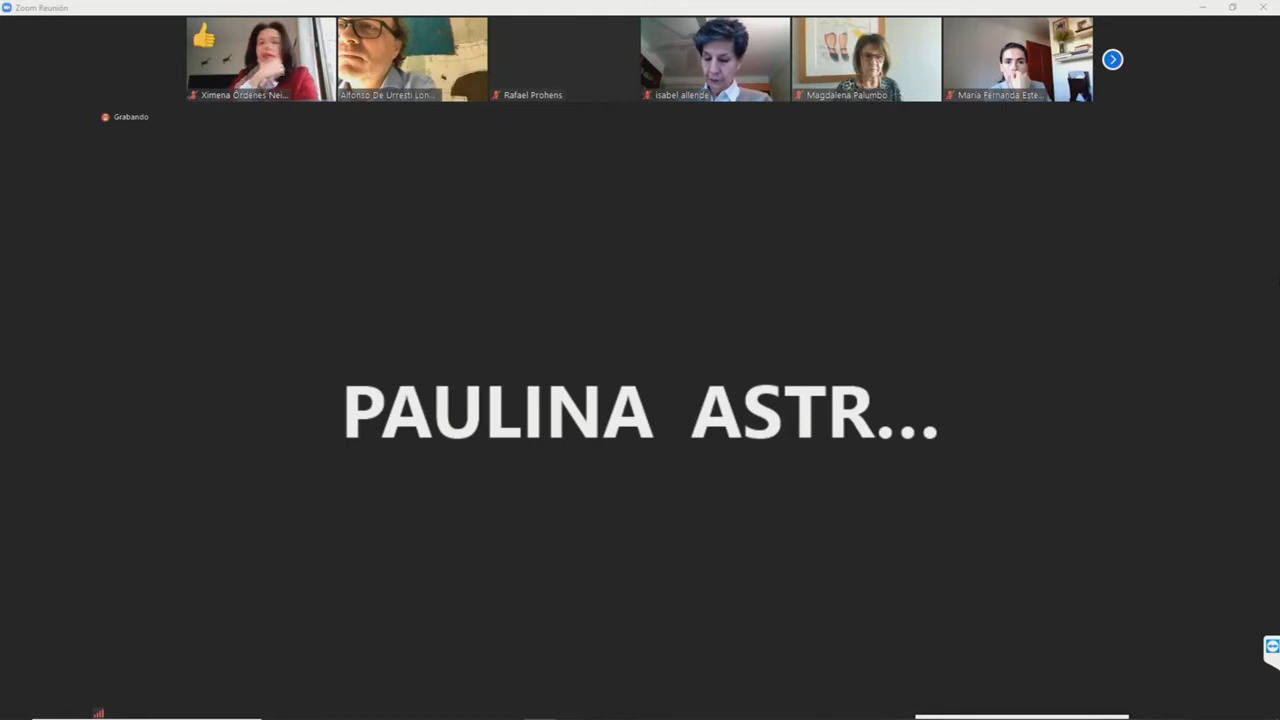 Zoom Reunión
Ximena Órdenes Nei...
Alfonso De Urresti Lon...
Rafael Prohens
isabel allende
Magdalena Palumbo
María Fernanda Este...
Grabando
PAULINA ASTR...